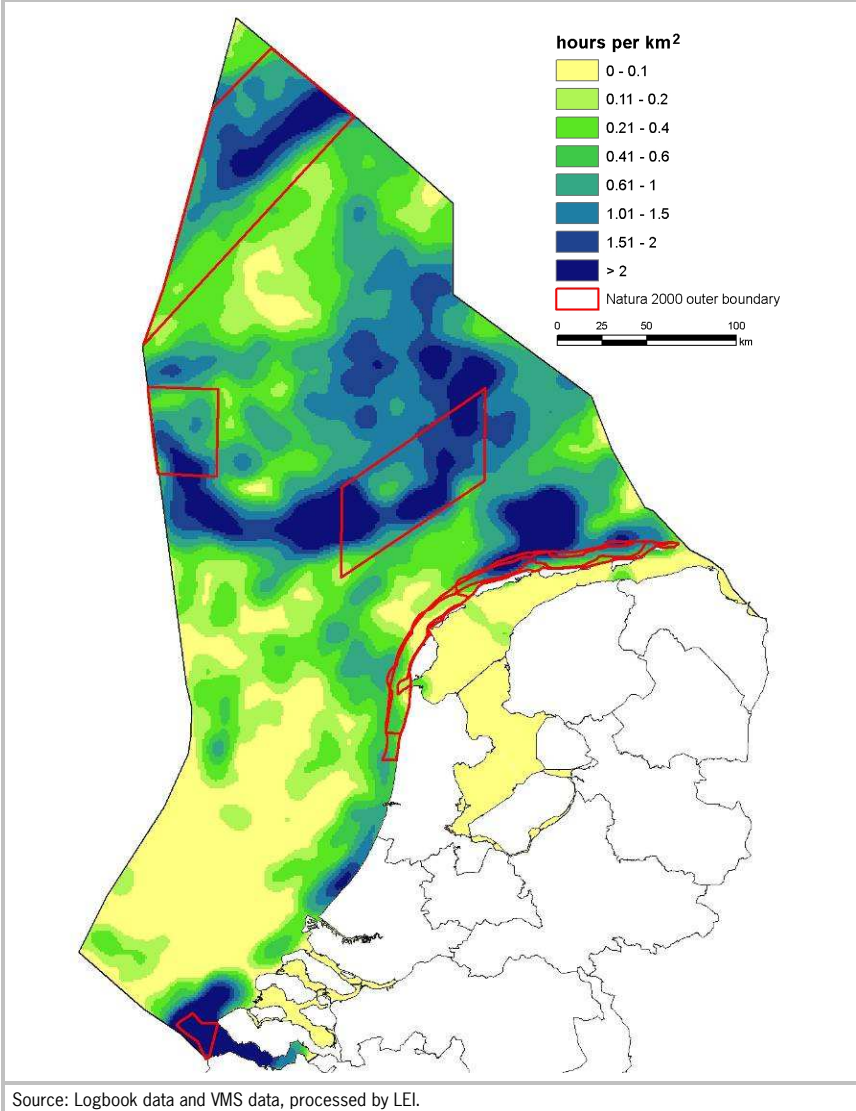 hours per km²
0 - 0.1
0.11 - 0.2
0.21 - 0.4
0.41 - 0.6
0.61 - 1
1.01 - 1.5
1.51 - 2
> 2
Natura 2000 outer boundary
0 25 50 100
km
Source: Logbook data and VMS data, processed by LEI.